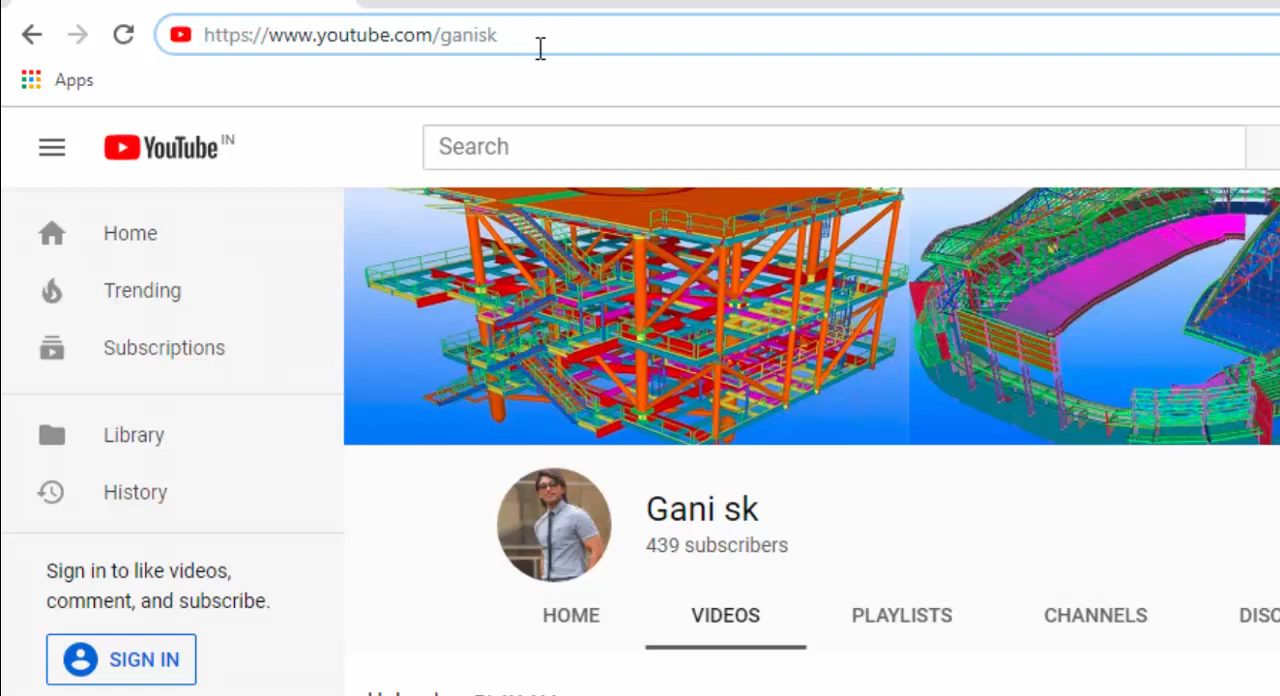 https://www.youtube.com/ganisk
Apps
YouTube IN
Search
Home
Trending
Subscriptions
Library
History
Sign in to like videos,
comment, and subscribe.
SIGN IN
Gani sk
439 subscribers
HOME VIDEOS PLAYLISTS CHANNELS DISC